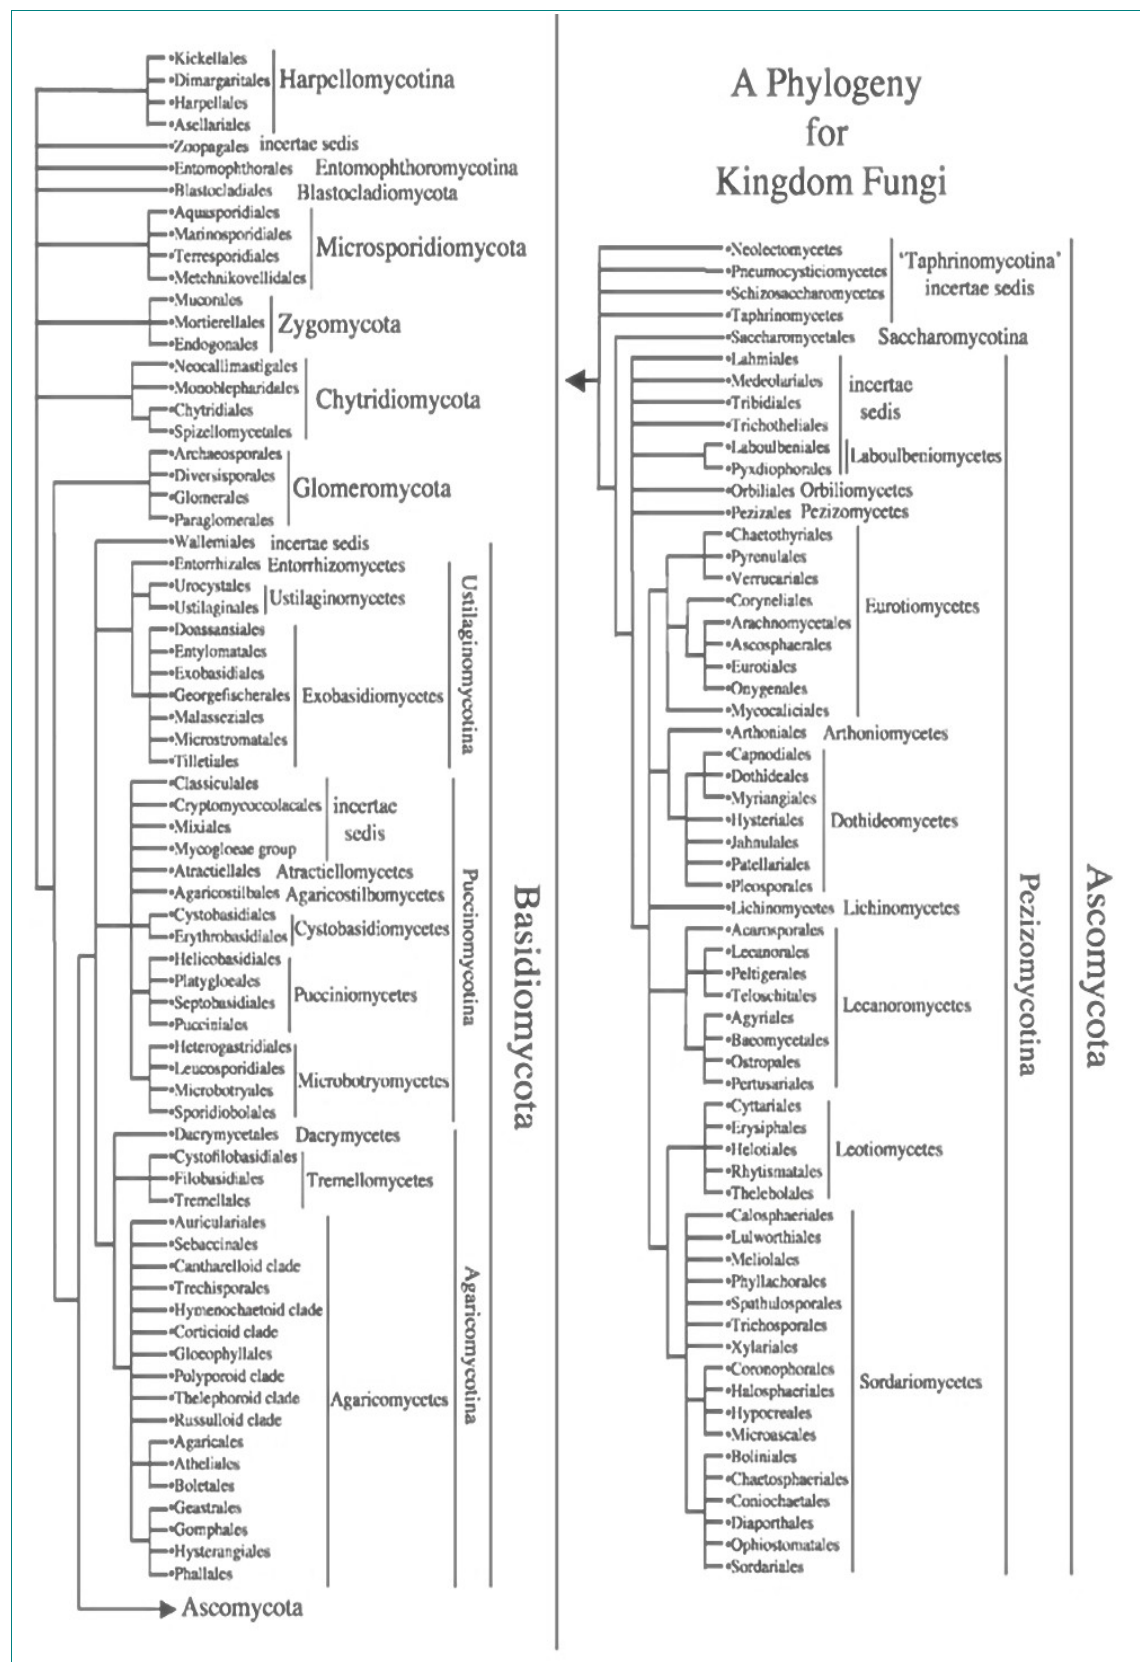 •Kickellales
•Dimargaritales
•Harpellales
•Asellariales
Harpellomycotina
•Zoopagales incertae sedis
•Entomophthorales Entomophthoromycotina
•Blastocladiales Blastocladiomycota
•Aquasporidiales
•Marinosporidiales
•Terresporidiales
•Metchnikovellidales
Microsporidiomycota
•Mucorales
•Mortierellales
•Endogonales
Zygomycota
•Neocallimastigales
•Monoblepharidales
•Chytridiales
•Spizellomycetales
Chytridiomycota
•Archaeosporales
•Diversisporales
•Glomerales
•Paraglomerales
Glomeromycota
•Wallemiales incertae sedis
•Entorrhizales Entorrhizomycetes
•Urocystales
•Ustilaginales
Ustilaginomycetes
•Doassansiales
•Entylomatales
•Exobasidiales
•Georgefischerales
•Malasseziales
•Microstromatales
•Tilletiales
Exobasidiomycetes
Ustilaginomycotina
•Classiculales
•Cryptomycoccolacales
•Mixiales
•Mycogloeae group
incertae
sedis
•Atractiellales Atractiellomycetes
•Agaricostilbales Agaricostilbomycetes
•Cystobasidiales
•Erythrobasidiales
Cystobasidiomycetes
•Helicobasidiales
•Platygloeales
•Septobasidiales
•Pucciniales
Pucciniomycetes
•Heterogastridiales
•Leucosporidiales
•Microbotryales
•Sporidiobolales
Microbotryomycetes
Puccinomycotina
•Dacrymycetales Dacrymycetes
•Cystofilobasidiales
•Filobasidiales
•Tremellales
Tremellomycetes
•Auriculariales
•Sebaccinales
•Cantharelloid clade
•Trechisporales
•Hymenochaetoid clade
•Corticioid clade
•Gloeophyllales
•Polyporoid clade
•Thelephoroid clade
•Russulloid clade
•Agaricales
•Atheliales
•Boletales
•Geastrales
•Gomphales
•Hysterangiales
•Phallales
Agaricomycetes
Agaricomycotina
Basidiomycota
Ascomycota
A Phylogeny
for
Kingdom Fungi
•Neolectomycetes
•Pneumocysticiomycetes
•Schizosaccharomycetes
•Taphrinomycetes
‘Taphrinomycotina’
incertae sedis
•Saccharomycetales Saccharomycotina
•Lahmiales
•Medeolariales
•Tribidiales
•Trichotheliales
incertae
sedis
•Laboulbeniales
•Pyxdiophorales
Laboulbeniomycetes
•Orbiliales Orbiliomycetes
•Pezizales Pezizomycetes
•Chaetothyriales
•Pyrenulales
•Verrucariales
•Coryneliales
•Arachnomycetales
•Ascosphaerales
•Eurotiales
•Onygenales
•Mycocaliciales
Eurotiomycetes
•Arthoniales Arthoniomycetes
•Capnodiales
•Dothideales
•Myriangiales
•Hysteriales
•Jahnulales
•Patellariales
•Pleosporales
Dothideomycetes
•Lichinomycetes Lichinomycetes
•Acarosporales
•Lecanorales
•Peltigerales
•Teloschitales
•Agyriales
•Baeomycetales
•Ostropales
•Pertusariales
Lecanoromycetes
•Cyttariales
•Erysiphales
•Helotiales
•Rhytismatales
•Thelebolales
Leotiomycetes
•Calosphaeriales
•Lulworthiales
•Meliolales
•Phyllachorales
•Spathulosporales
•Trichosporales
•Xylariales
•Coronophorales
•Halosphaeriales
•Hypocreales
•Microascales
•Boliniales
•Chaetosphaeriales
•Coniochaetales
•Diaporthales
•Ophiostomatales
•Sordariales
Sordariomycetes
Pezizomycotina
Ascomycota